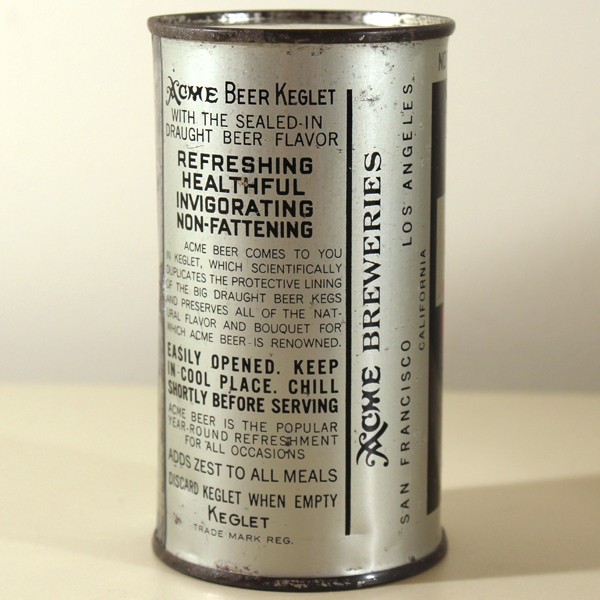 ACME BEER KEGLET
WITH THE SEALED-IN
DRAUGHT BEER FLAVOR
REFRESHING
HEALTHFUL
INVIGORATING
NON-FATTENING
ACME BEER COMES TO YOU
IN KEGLET, WHICH SCIENTIFICALLY
DUPLICATES THE PROTECTIVE LINING
OF THE BIG DRAUGHT BEER KEGS
AND PRESERVES ALL OF THE NAT-
URAL FLAVOR AND BOUQUET FOR
WHICH ACME BEER IS RENOWNED.
EASILY OPENED. KEEP
IN COOL PLACE. CHILL
SHORTLY BEFORE SERVING
ACME BEER IS THE POPULAR
YEAR-ROUND REFRESHMENT
FOR ALL OCCASIONS
ADDS ZEST TO ALL MEALS
DISCARD KEGLET WHEN EMPTY
KEGLET
TRADE MARK REG.
ACME BREWERIES
SAN FRANCISCO LOS ANGELES
CALIFORNIA